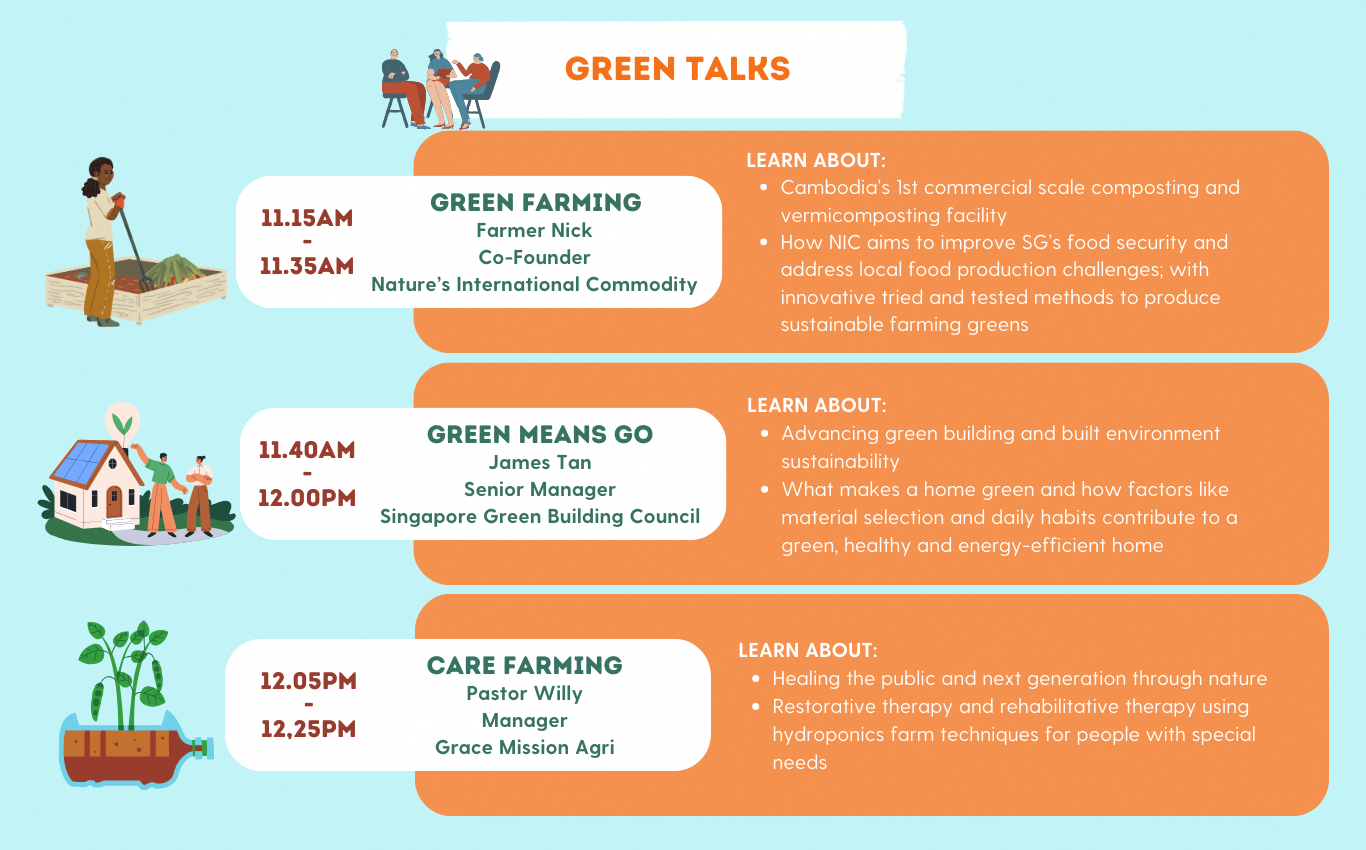 GREEN TALKS
11.15AM
-
11.35AM
GREEN FARMING
Farmer Nick
Co-Founder
Nature's International Commodity
LEARN ABOUT:
• Cambodia's 1st commercial scale composting and
vermicomposting facility
• How NIC aims to improve SG's food security and
address local food production challenges; with
innovative tried and tested methods to produce
sustainable farming greens
11.40AM
-
12.00PM
GREEN MEANS GO
James Tan
Senior Manager
Singapore Green Building Council
LEARN ABOUT:
• Advancing green building and built environment
sustainability
• What makes a home green and how factors like
material selection and daily habits contribute to a
green, healthy and energy-efficient home
12.05PM
-
12,25PM
CARE FARMING
Pastor Willy
Manager
Grace Mission Agri
LEARN ABOUT:
• Healing the public and next generation through nature
• Restorative therapy and rehabilitative therapy using
hydroponics farm techniques for people with special
needs